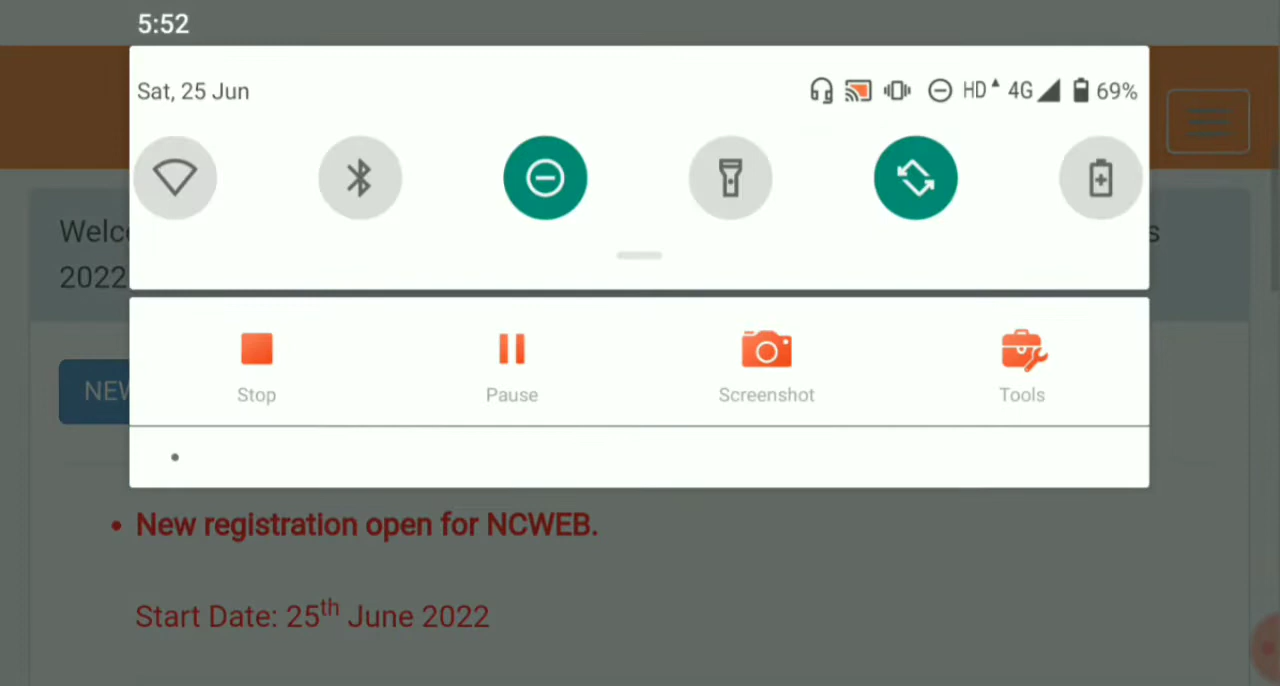 5:52
Sat, 25 Jun
HD 4G 69%
Welc
s
2022
Stop Pause Screenshot Tools
NEW
• New registration open for NCWEB.
Start Date: 25th June 2022